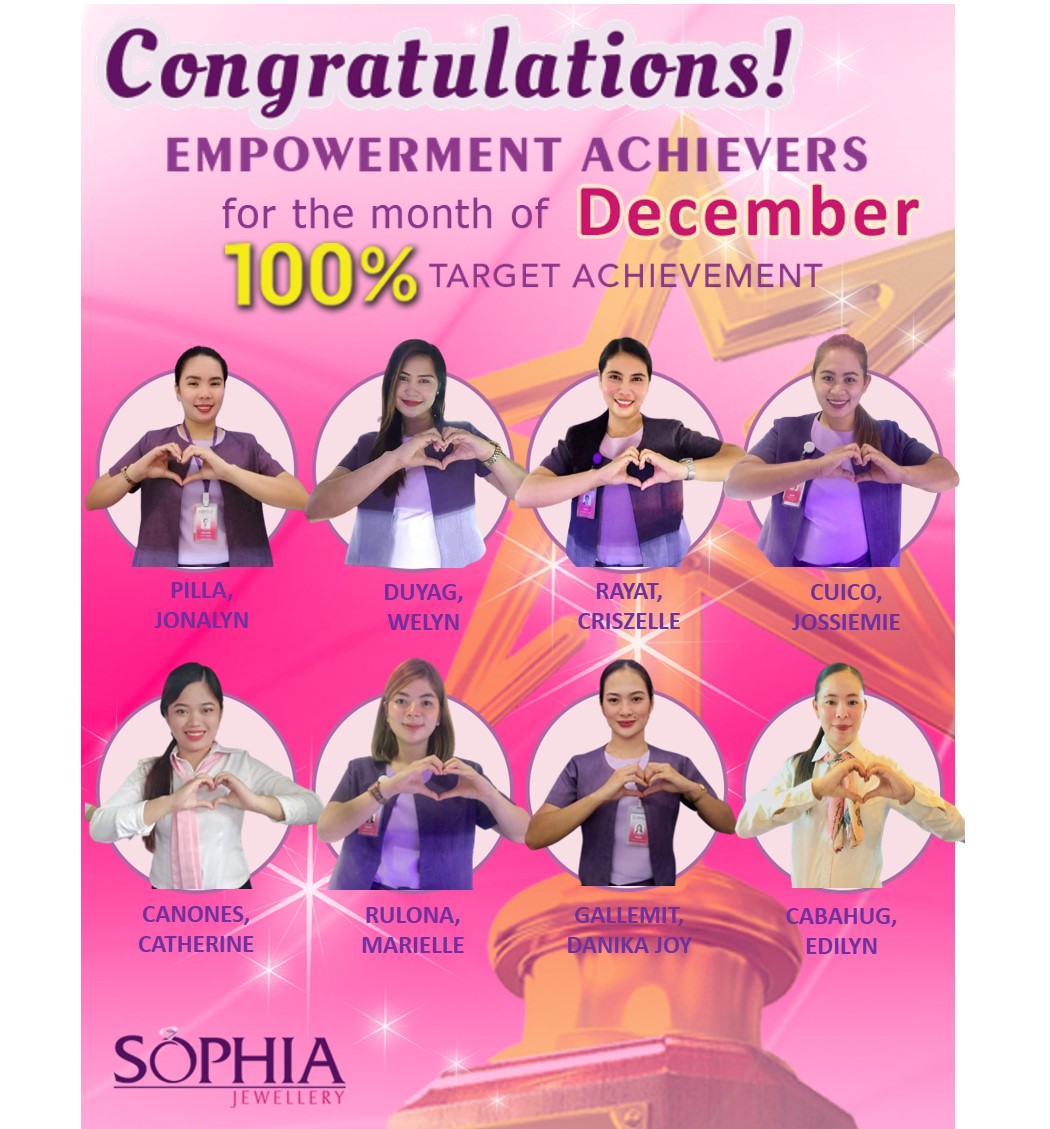 Congratulations!
EMPOWERMENT ACHIEVERS
for the month of December
100% TARGET ACHIEVEMENT
PILLA,
JONALYN
DUYAG,
WELYN
RAYAT,
CRISZELLE
CUICO,
JOSSIEMIE
CANONES,
CATHERINE
RULONA,
MARIELLE
GALLEMIT,
DANIKA JOY
CABAHUG,
EDILYN
SOPHIA
JEWELLERY